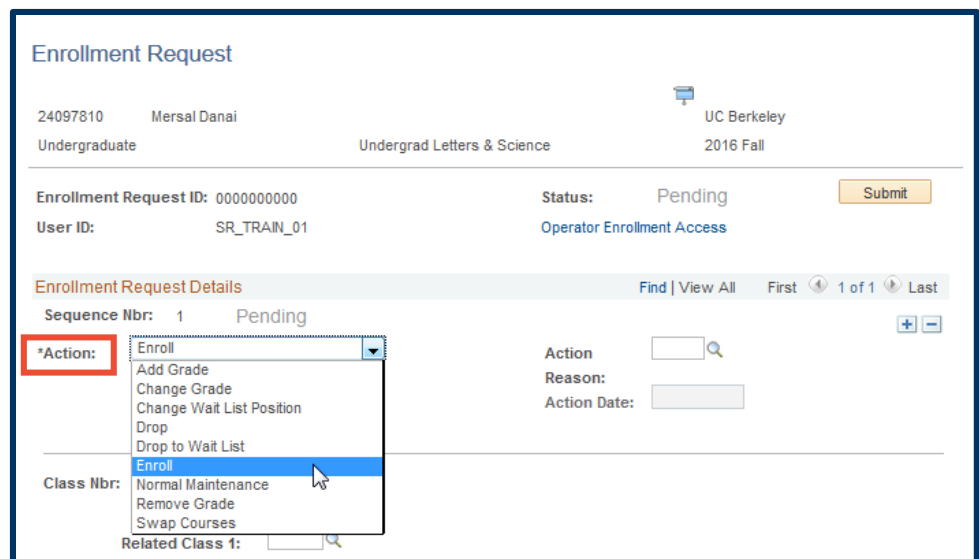 Enrollment Request
24097810 Mersal Danai UC Berkeley
Undergraduate Undergrad Letters & Science 2016 Fall
Enrollment Request ID: 0000000000 Status: Pending Submit
User ID: SR_TRAIN_01 Operator Enrollment Access
Enrollment Request Details Find | View All First 1 of 1 Last
Sequence Nbr: 1 Pending
*Action: Enroll Action
Reason:
Action Date:
Add Grade
Change Grade
Change Wait List Position
Drop
Drop to Wait List
Enroll
Class Nbr: Normal Maintenance
Remove Grade
Swap Courses
Related Class 1: